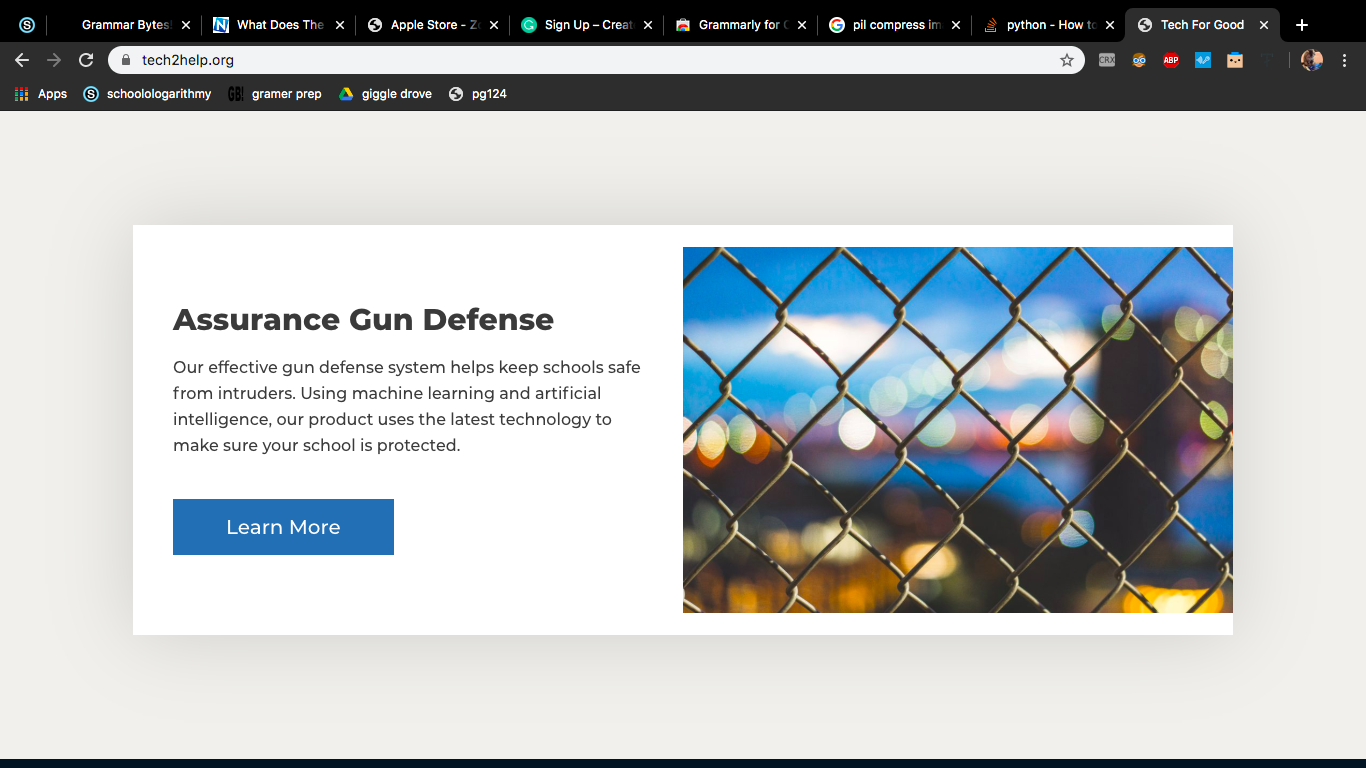 Grammar Bytes!
What Does The
Apple Store - Zo
Sign Up – Creat
Grammarly for C
pil compress im
python - How to
Tech For Good
tech2help.org
CRX
ABP
Apps
S
schoolologarithmy
GB!
gramer prep
giggle drove
pg124
Assurance Gun Defense
Our effective gun defense system helps keep schools safe
from intruders. Using machine learning and artificial
intelligence, our product uses the latest technology to
make sure your school is protected.
Learn More